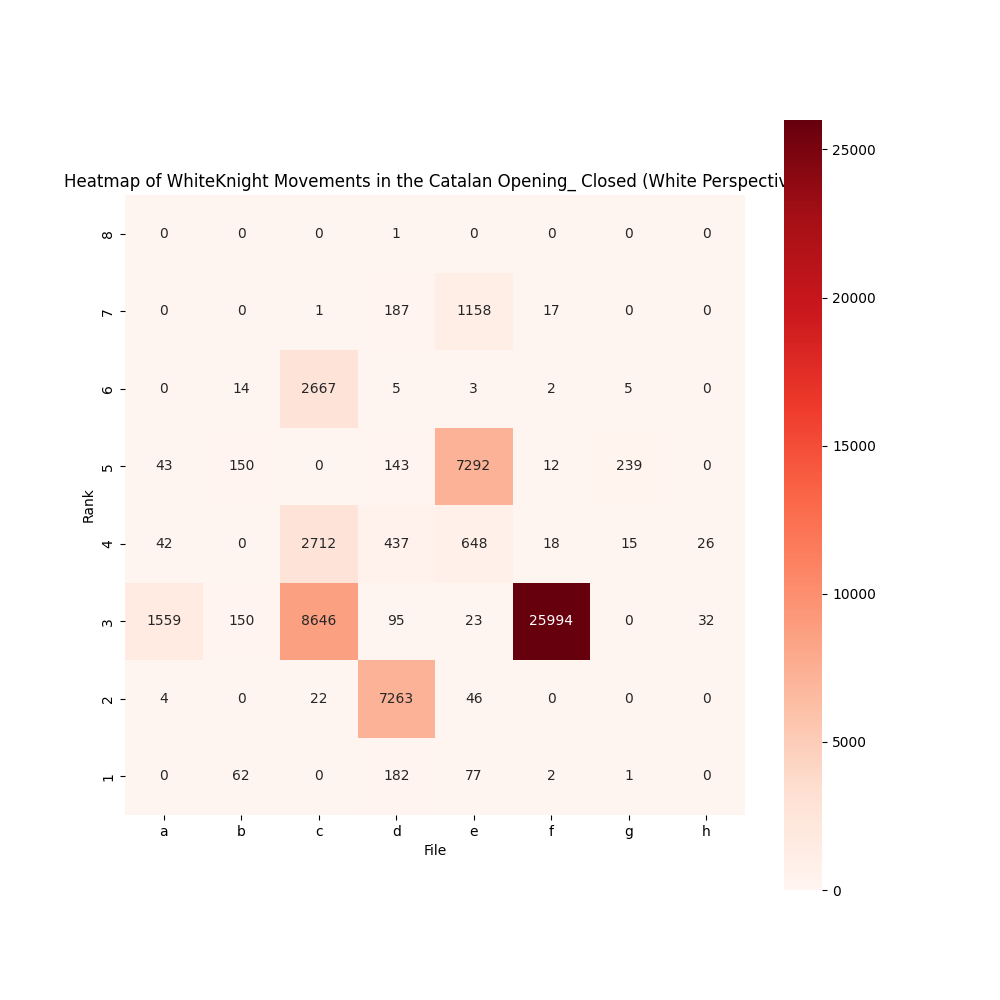 Heatmap of WhiteKnight Movements in the Catalan Opening_ Closed (White Perspectiv
25000
8 0 0 0 1 0 0 0 0
7 0 0 1 187 1158 17 0 0
20000
6 0 14 2667 5 3 2 5 0
15000
5 43 150 0 143 7292 12 239 0
Rank
4 42 0 2712 437 648 18 15 26
10000
3 1559 150 8646 95 23 25994 0 32
2 4 0 22 7263 46 0 0 0
5000
1 0 62 0 182 77 2 1 0
a b c d e f g h
File
0